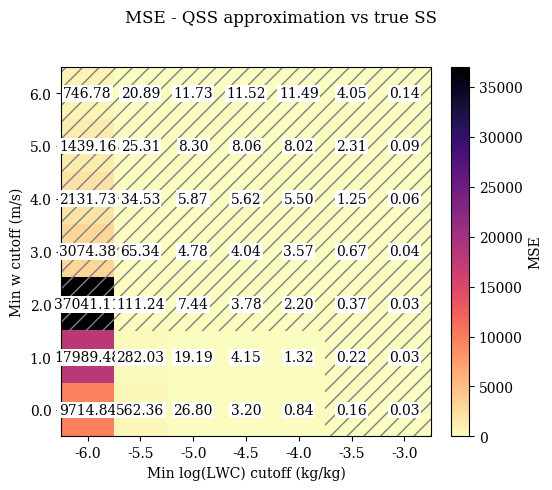 MSE - QSS approximation vs true SS
35000
30000
25000
20000
15000
10000
5000
0
MSE
Min w cutoff (m/s)
6.0 746.78 20.89 11.73 11.52 11.49 4.05 0.14
5.0 1439.16 25.31 8.30 8.06 8.02 2.31 0.09
4.0 2131.73 34.53 5.87 5.62 5.50 1.25 0.06
3.0 3074.38 65.34 4.78 4.04 3.57 0.67 0.04
2.0 111.24 7.44 3.78 2.20 0.37 0.03
1.0 282.03 19.19 4.15 1.32 0.22 0.03
0.0 9714.84 562.36 26.80 3.20 0.84 0.16 0.03
-6.0 -5.5 -5.0 -4.5 -4.0 -3.5 -3.0
Min log(LWC) cutoff (kg/kg)